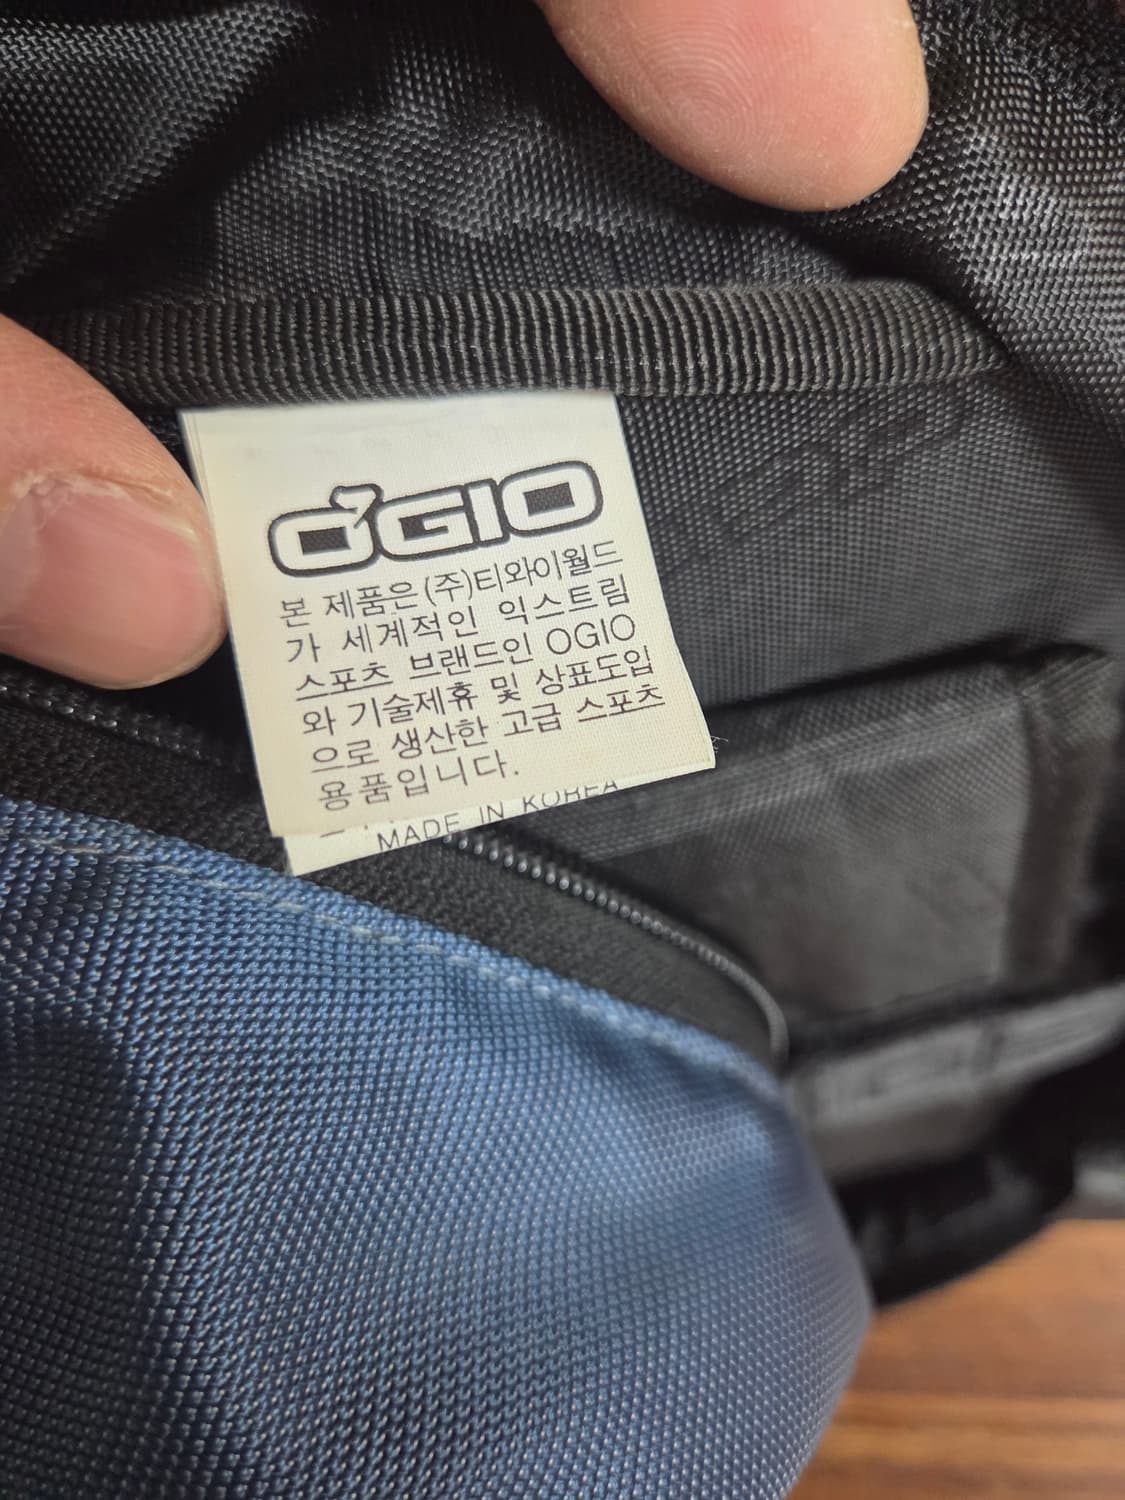 OGIO
본 제품은(주)티와이월드
가 세계적인 익스트림
스포츠 브랜드인 OGIO
와 기술제휴 및 상표도입
으로 생산한 고급 스포츠
용품입니다.
MADE IN KOREA